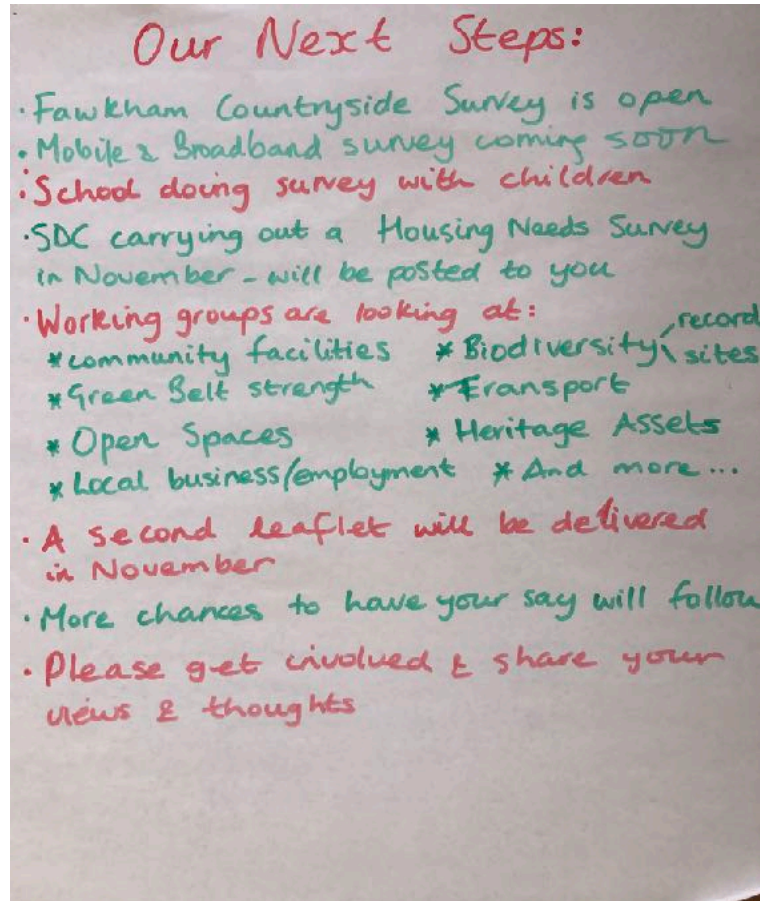 Our Next Steps:
· Fawkham Countryside Survey is open
· Mobile & Broadband survey coming soon
· School doing survey with children
· SDC carrying out a Housing Needs Survey
in November - will be posted to you
· Working groups are looking at:
* community facilities * Biodiversity record sites
* Green Belt strength * Transport
* Open Spaces * Heritage Assets
* Local business/employment * And more...
· A second leaflet will be delivered
in November
· More chances to have your say will follow
· Please get involved & share your
views & thoughts